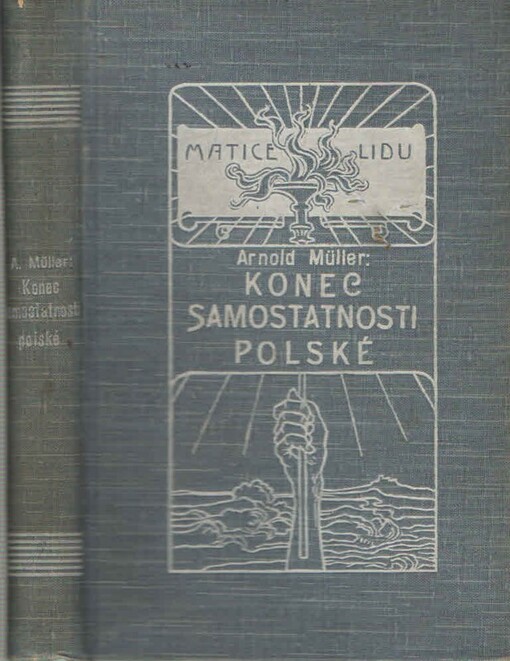 MATICE LIDU
Arnold Müller:
KONEC
SAMOSTATNOSTI
POLSKÉ
A. Müller:
Konec
samostatnosti
polské